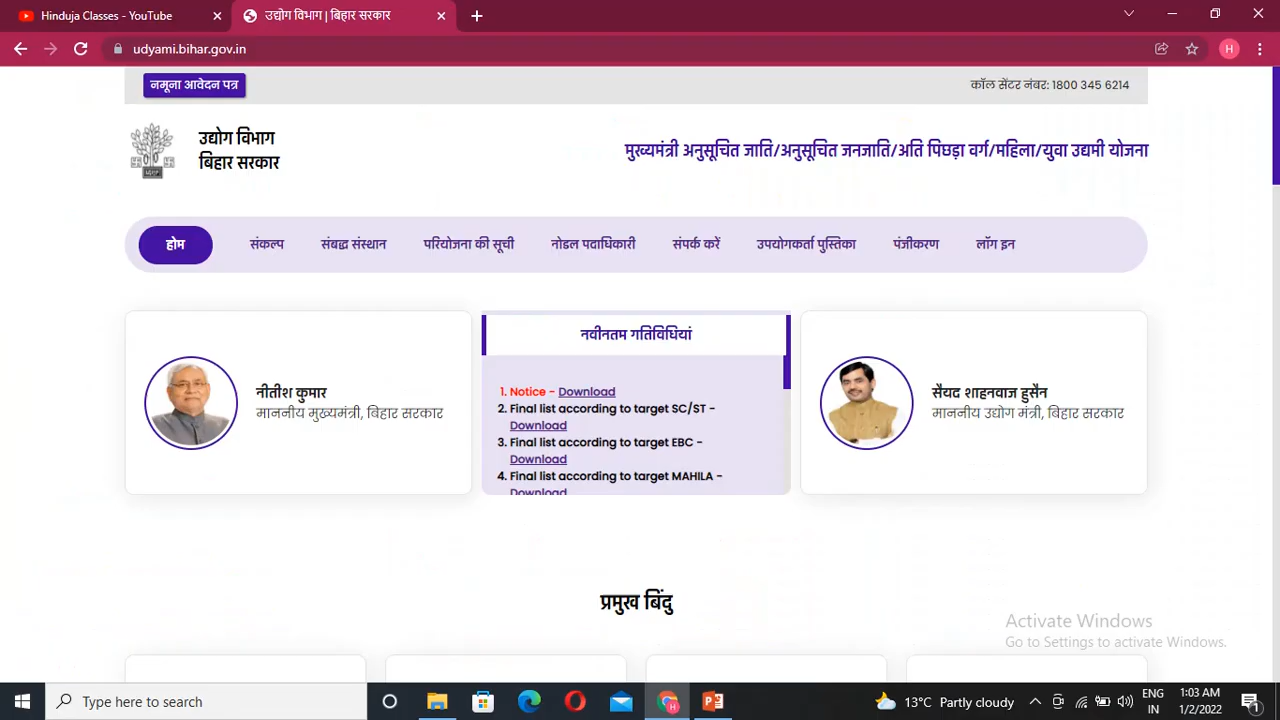 Hinduja Classes - YouTube
उद्योग विभाग | बिहार सरकार
udyami.bihar.gov.in
H
नमूना आवेदन पत्र
कॉल सेंटर नंबर: 1800 345 6214
उद्योग विभाग
बिहार सरकार
मुख्यमंत्री अनुसूचित जाति/अनुसूचित जनजाति/अति पिछड़ा वर्ग/महिला/युवा उद्यमी योजना
होम
संकल्प
संबद्ध संस्थान
परियोजना की सूची
नोडल पदाधिकारी
संपर्क करें
उपयोगकर्ता पुस्तिका
पंजीकरण
लॉग इन
नीतीश कुमार
माननीय मुख्यमंत्री, बिहार सरकार
नवीनतम गतिविधियां
1. Notice - Download
2. Final list according to target SC/ST -
Download
3. Final list according to target EBC -
Download
4. Final list according to target MAHILA -
Download
सैयद शाहनवाज हुसैन
माननीय उद्योग मंत्री, बिहार सरकार
प्रमुख बिंदु
Activate Windows
Go to Settings to activate Windows.
Type here to search
13°C Partly cloudy
ENG
IN
1:03 AM
1/2/2022
1